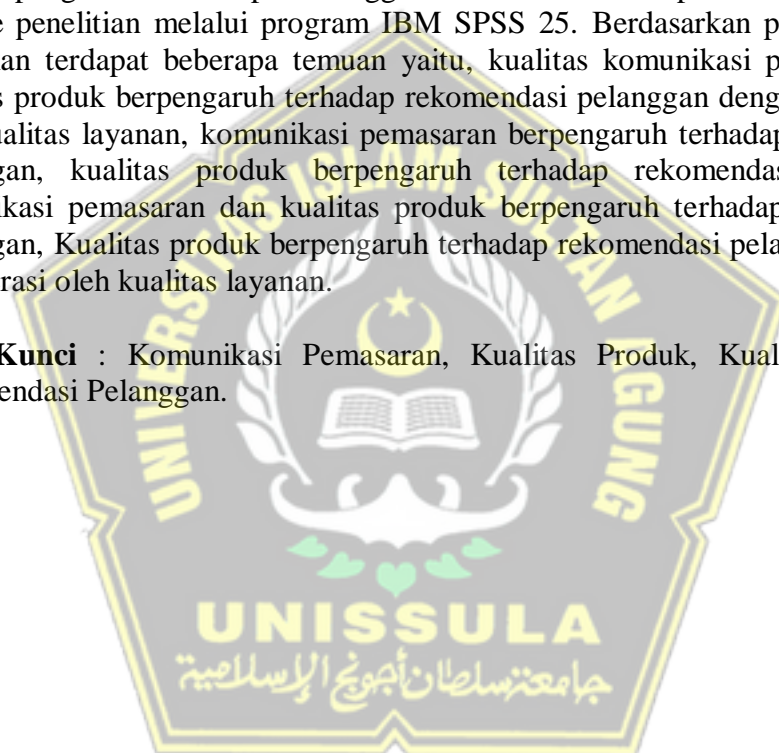 e penelitian melalui program IBM SPSS 25. Berdasarkan p
an terdapat beberapa temuan yaitu, kualitas komunikasi p
s produk berpengaruh terhadap rekomendasi pelanggan deng
ualitas layanan, komunikasi pemasaran berpengaruh terhadap
gan, kualitas produk berpengaruh terhadap rekomendas
ikasi pemasaran dan kualitas produk berpengaruh terhadap
gan, Kualitas produk berpengaruh terhadap rekomendasi pela
rasi oleh kualitas layanan.
Kunci : Komunikasi Pemasaran, Kualitas Produk, Kual
endasi Pelanggan.
UNIVERSITAS ISLAM SULTAN AGUNG
UNISSULA
جامعة سلطان أجونج الإسلامية